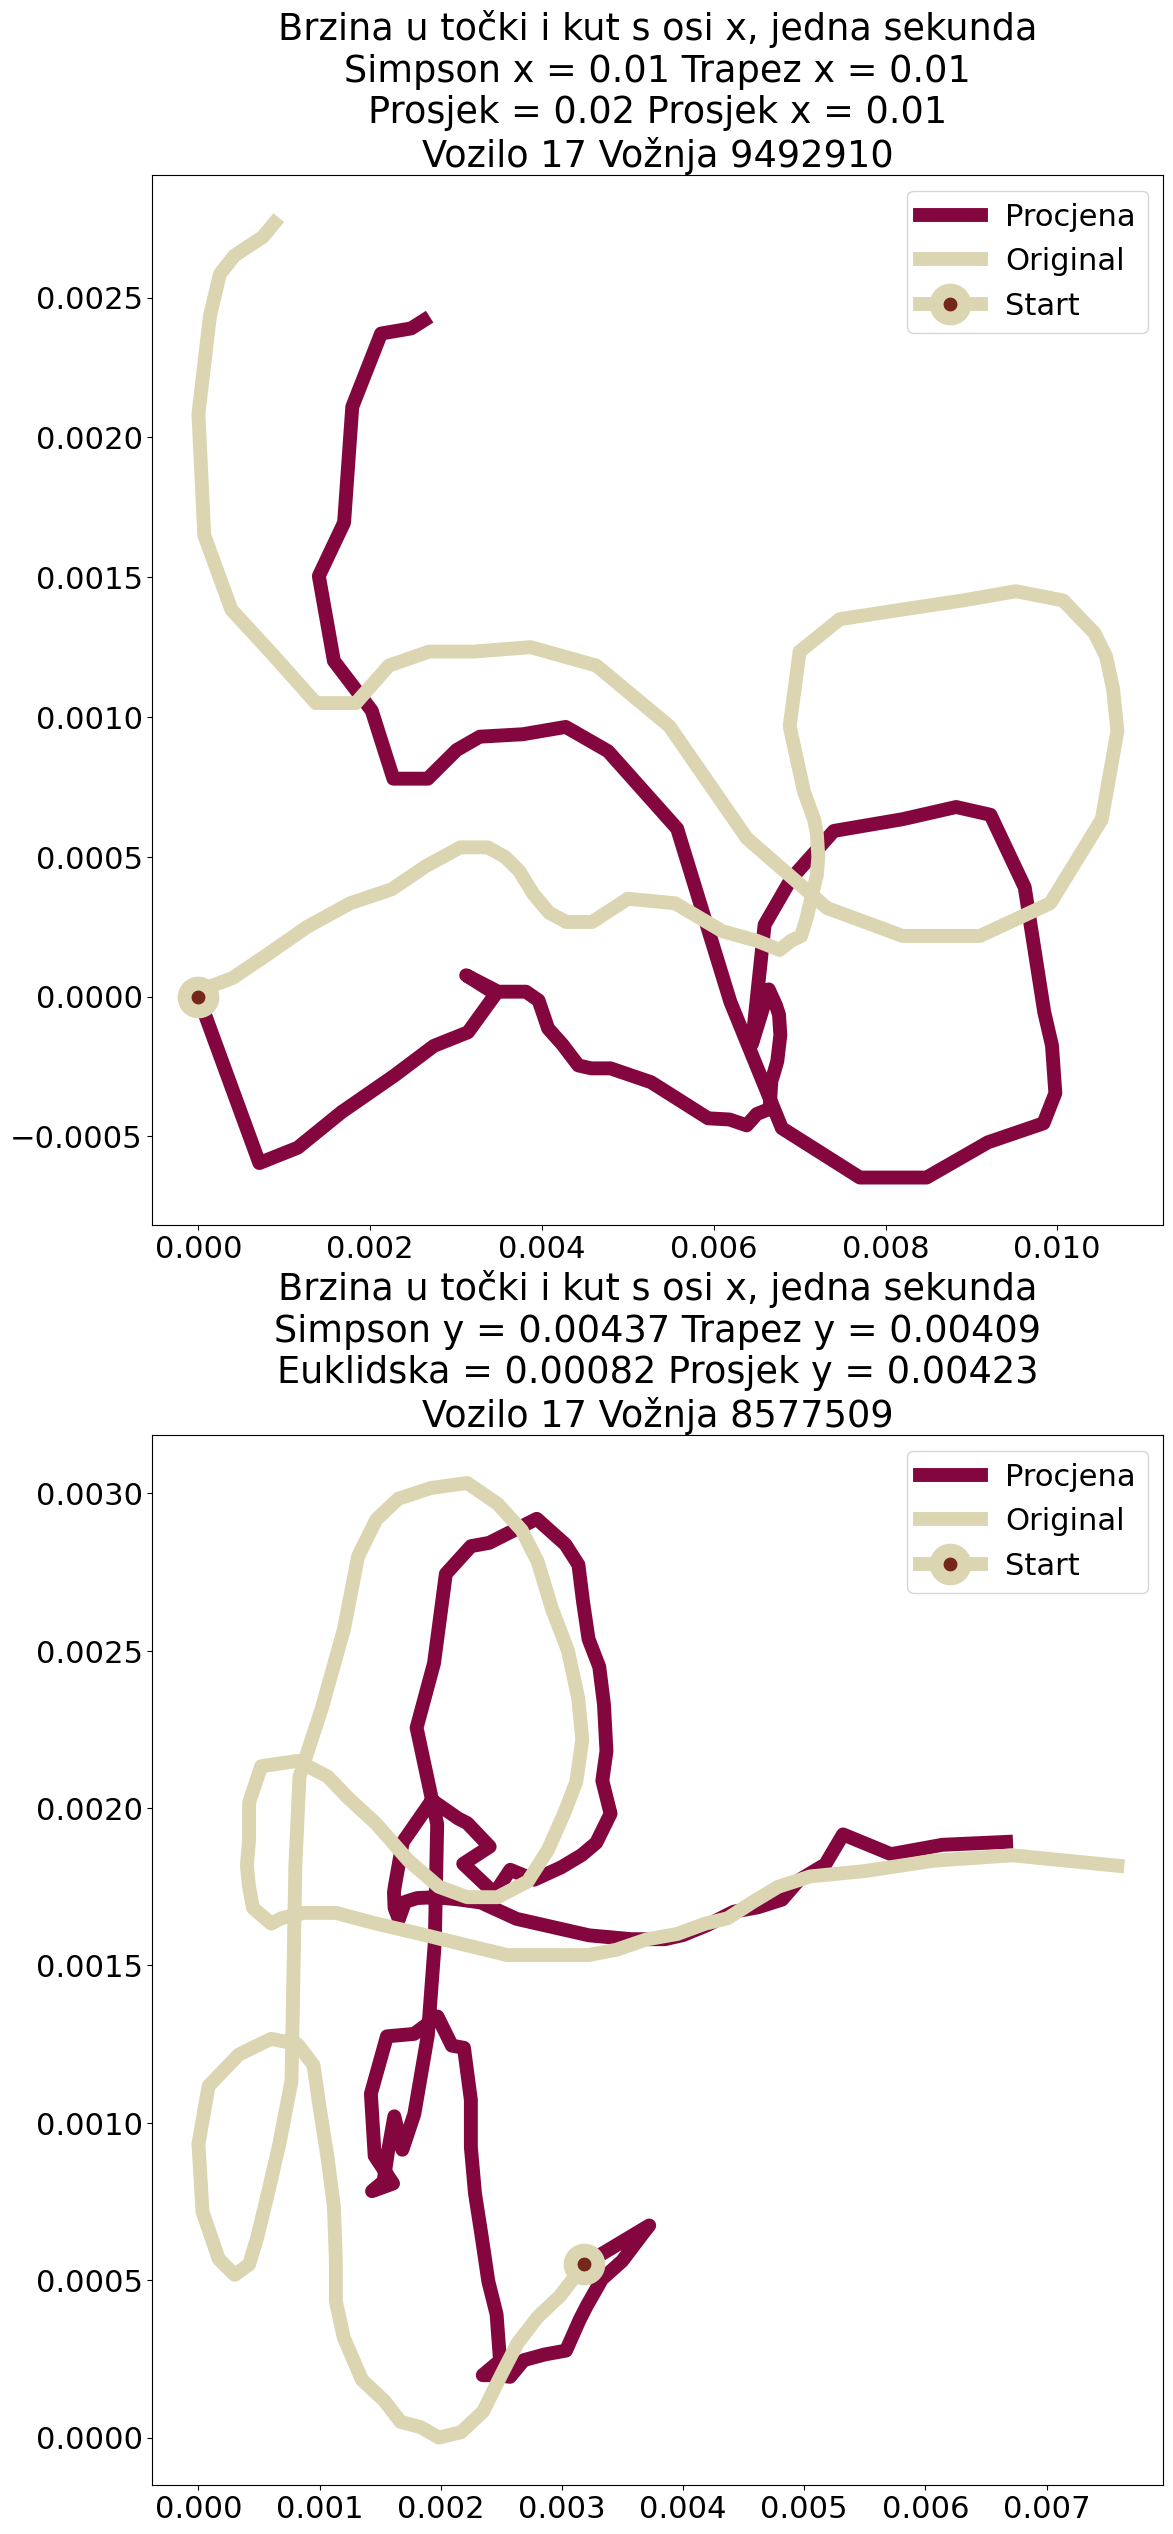 Brzina u točki i kut s osi x, jedna sekunda
Simpson x = 0.01 Trapez x = 0.01
Prosjek = 0.02 Prosjek x = 0.01
Vozilo 17 Vožnja 9492910
Procjena
Original
Start
0.0025
0.0020
0.0015
0.0010
0.0005
0.0000
−0.0005
0.000 0.002 0.004 0.006 0.008 0.010
Brzina u točki i kut s osi x, jedna sekunda
Simpson y = 0.00437 Trapez y = 0.00409
Euklidska = 0.00082 Prosjek y = 0.00423
Vozilo 17 Vožnja 8577509
Procjena
Original
Start
0.0030
0.0025
0.0020
0.0015
0.0010
0.0005
0.0000
0.000 0.001 0.002 0.003 0.004 0.005 0.006 0.007